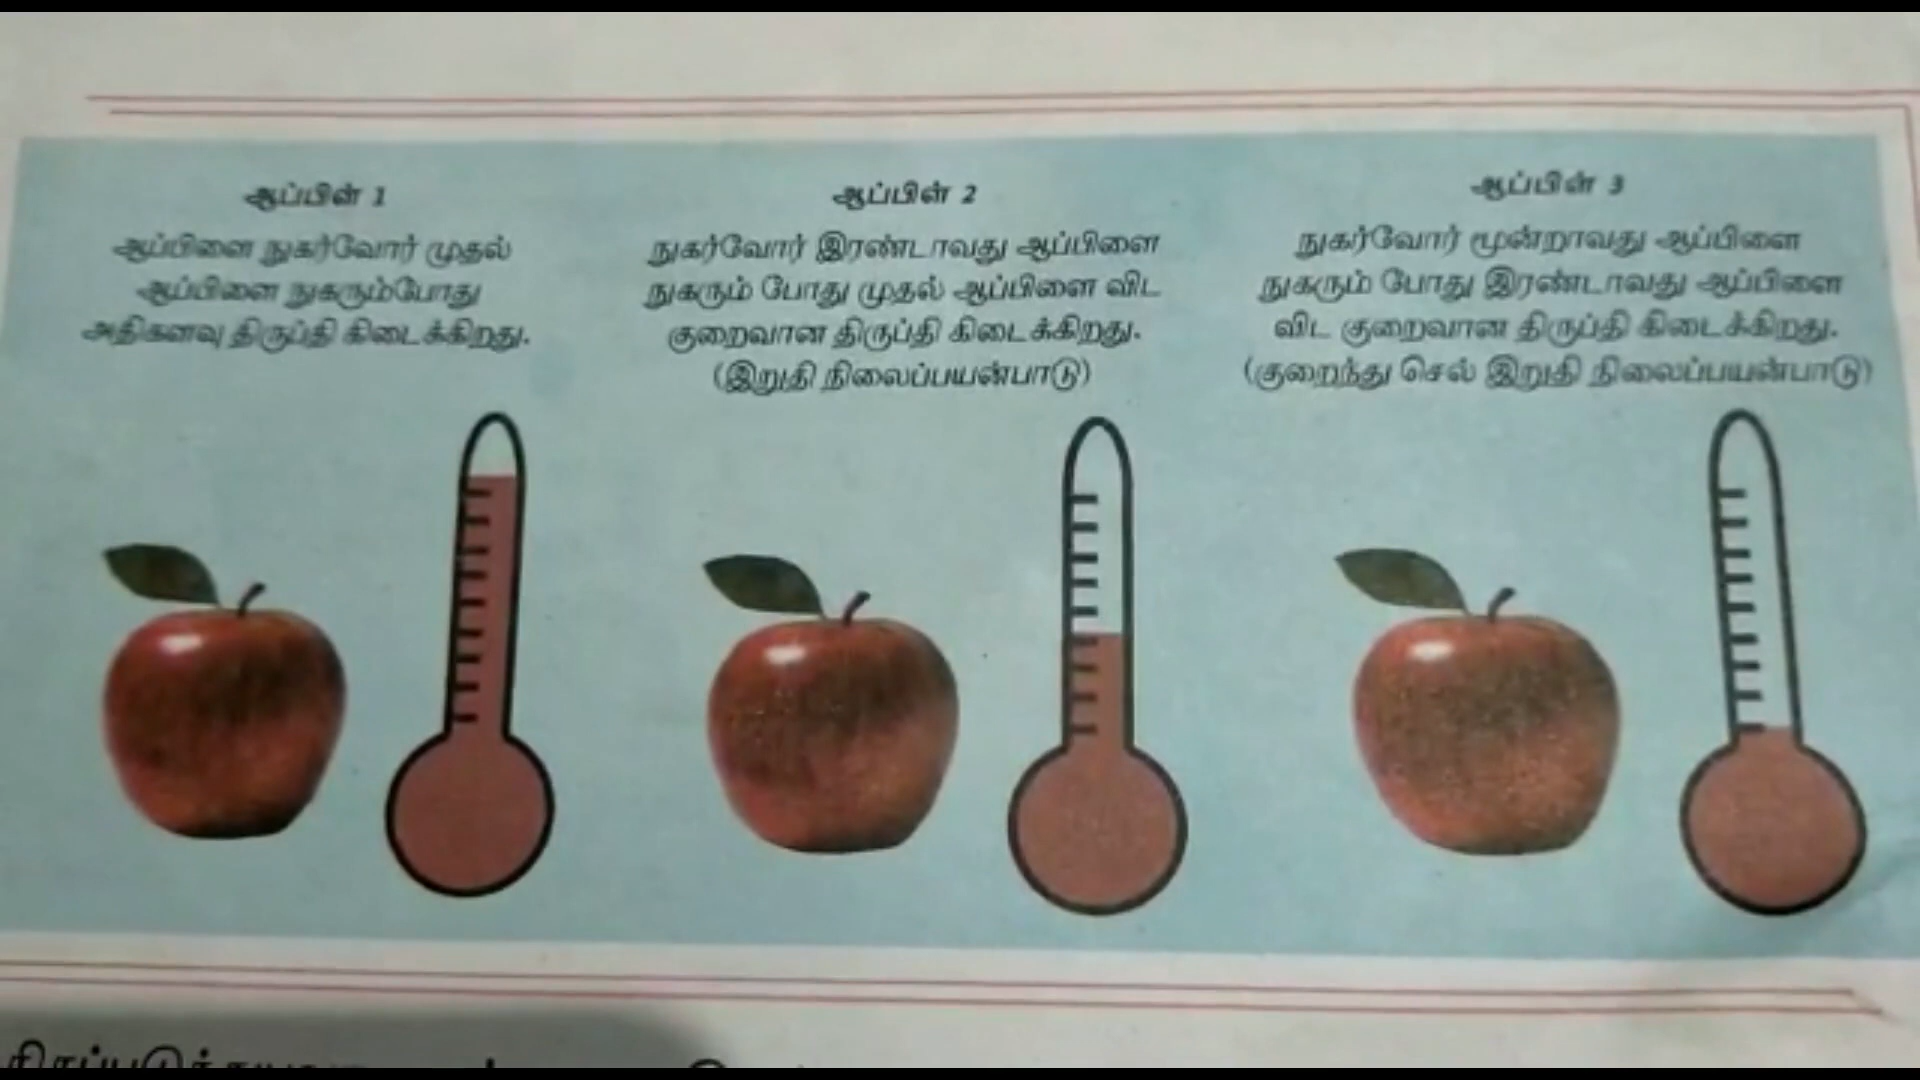 ஆப்பிள் 1
ஆப்பிளை நுகர்வோர் முதல்
ஆப்பிளை நுகரும்போது
அதிகளவு திருப்தி கிடைக்கிறது.
ஆப்பிள் 2
நுகர்வோர் இரண்டாவது ஆப்பிளை
நுகரும் போது முதல் ஆப்பிளை விட
குறைவான திருப்தி கிடைக்கிறது.
(இறுதி நிலைப்பயன்பாடு)
ஆப்பிள் 3
நுகர்வோர் மூன்றாவது ஆப்பிளை
நுகரும் போது இரண்டாவது ஆப்பிளை
விட குறைவான திருப்தி கிடைக்கிறது.
(குறைந்து செல் இறுதி நிலைப்பயன்பாடு)